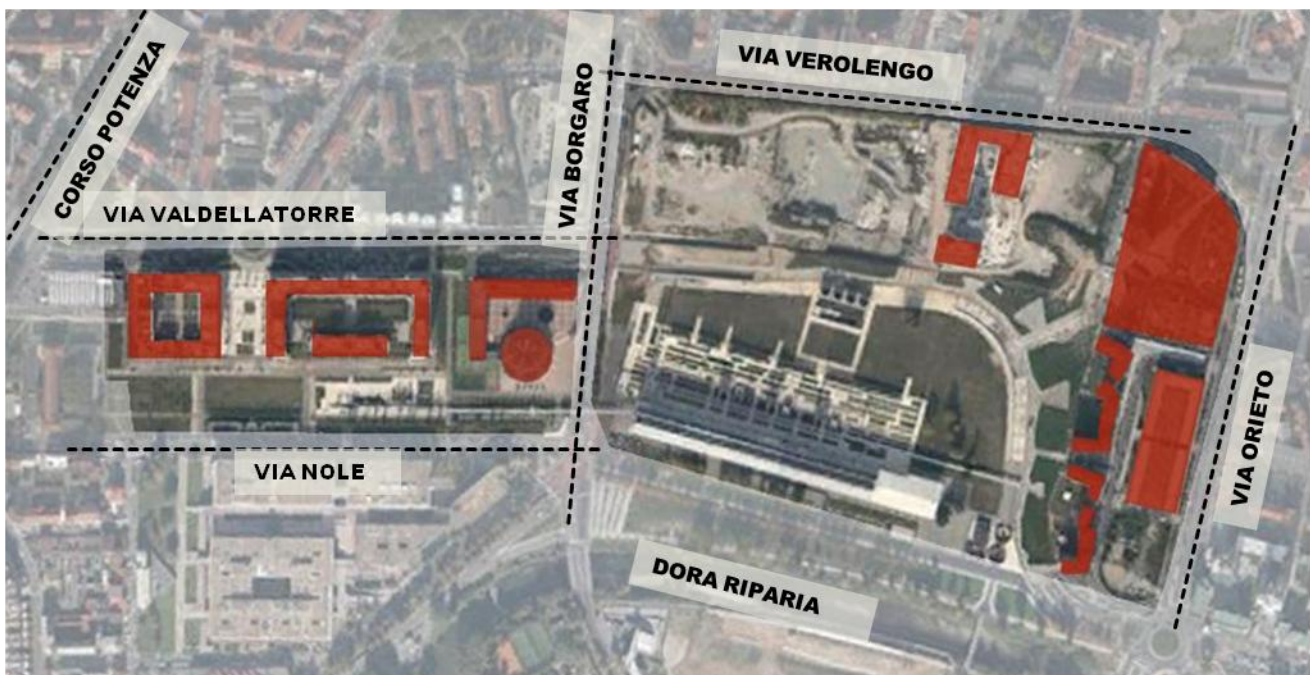 VIA VEROLENGO
CORSO POTENZA
VIA BORGARO
VIA VALDELLATORRE
VIA ORIETO
VIA NOLE
DORA RIPARIA